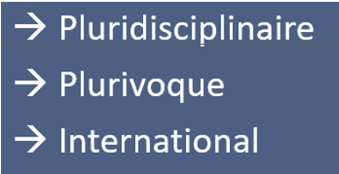 → Pluridisciplinaire
→ Plurivoque
→ International